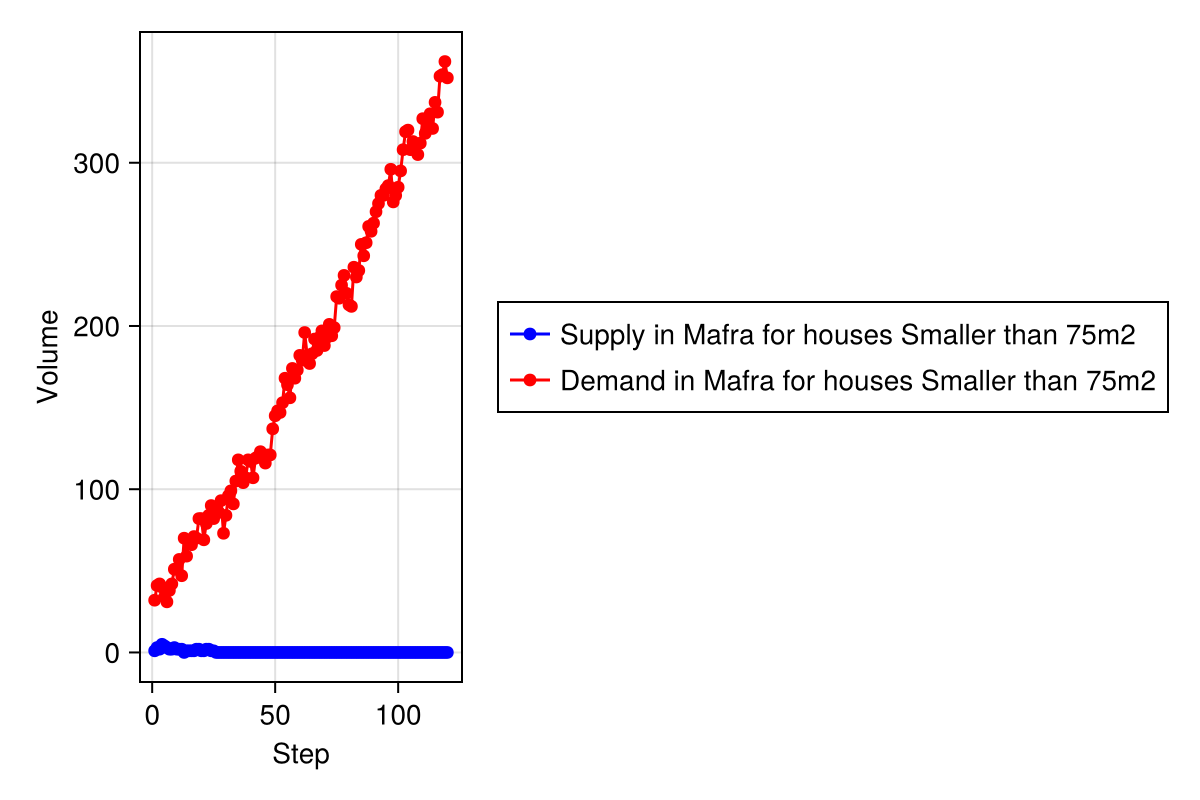 300
200
100
0
Volume
0 50 100
Step
Supply in Mafra for houses Smaller than 75m2
Demand in Mafra for houses Smaller than 75m2